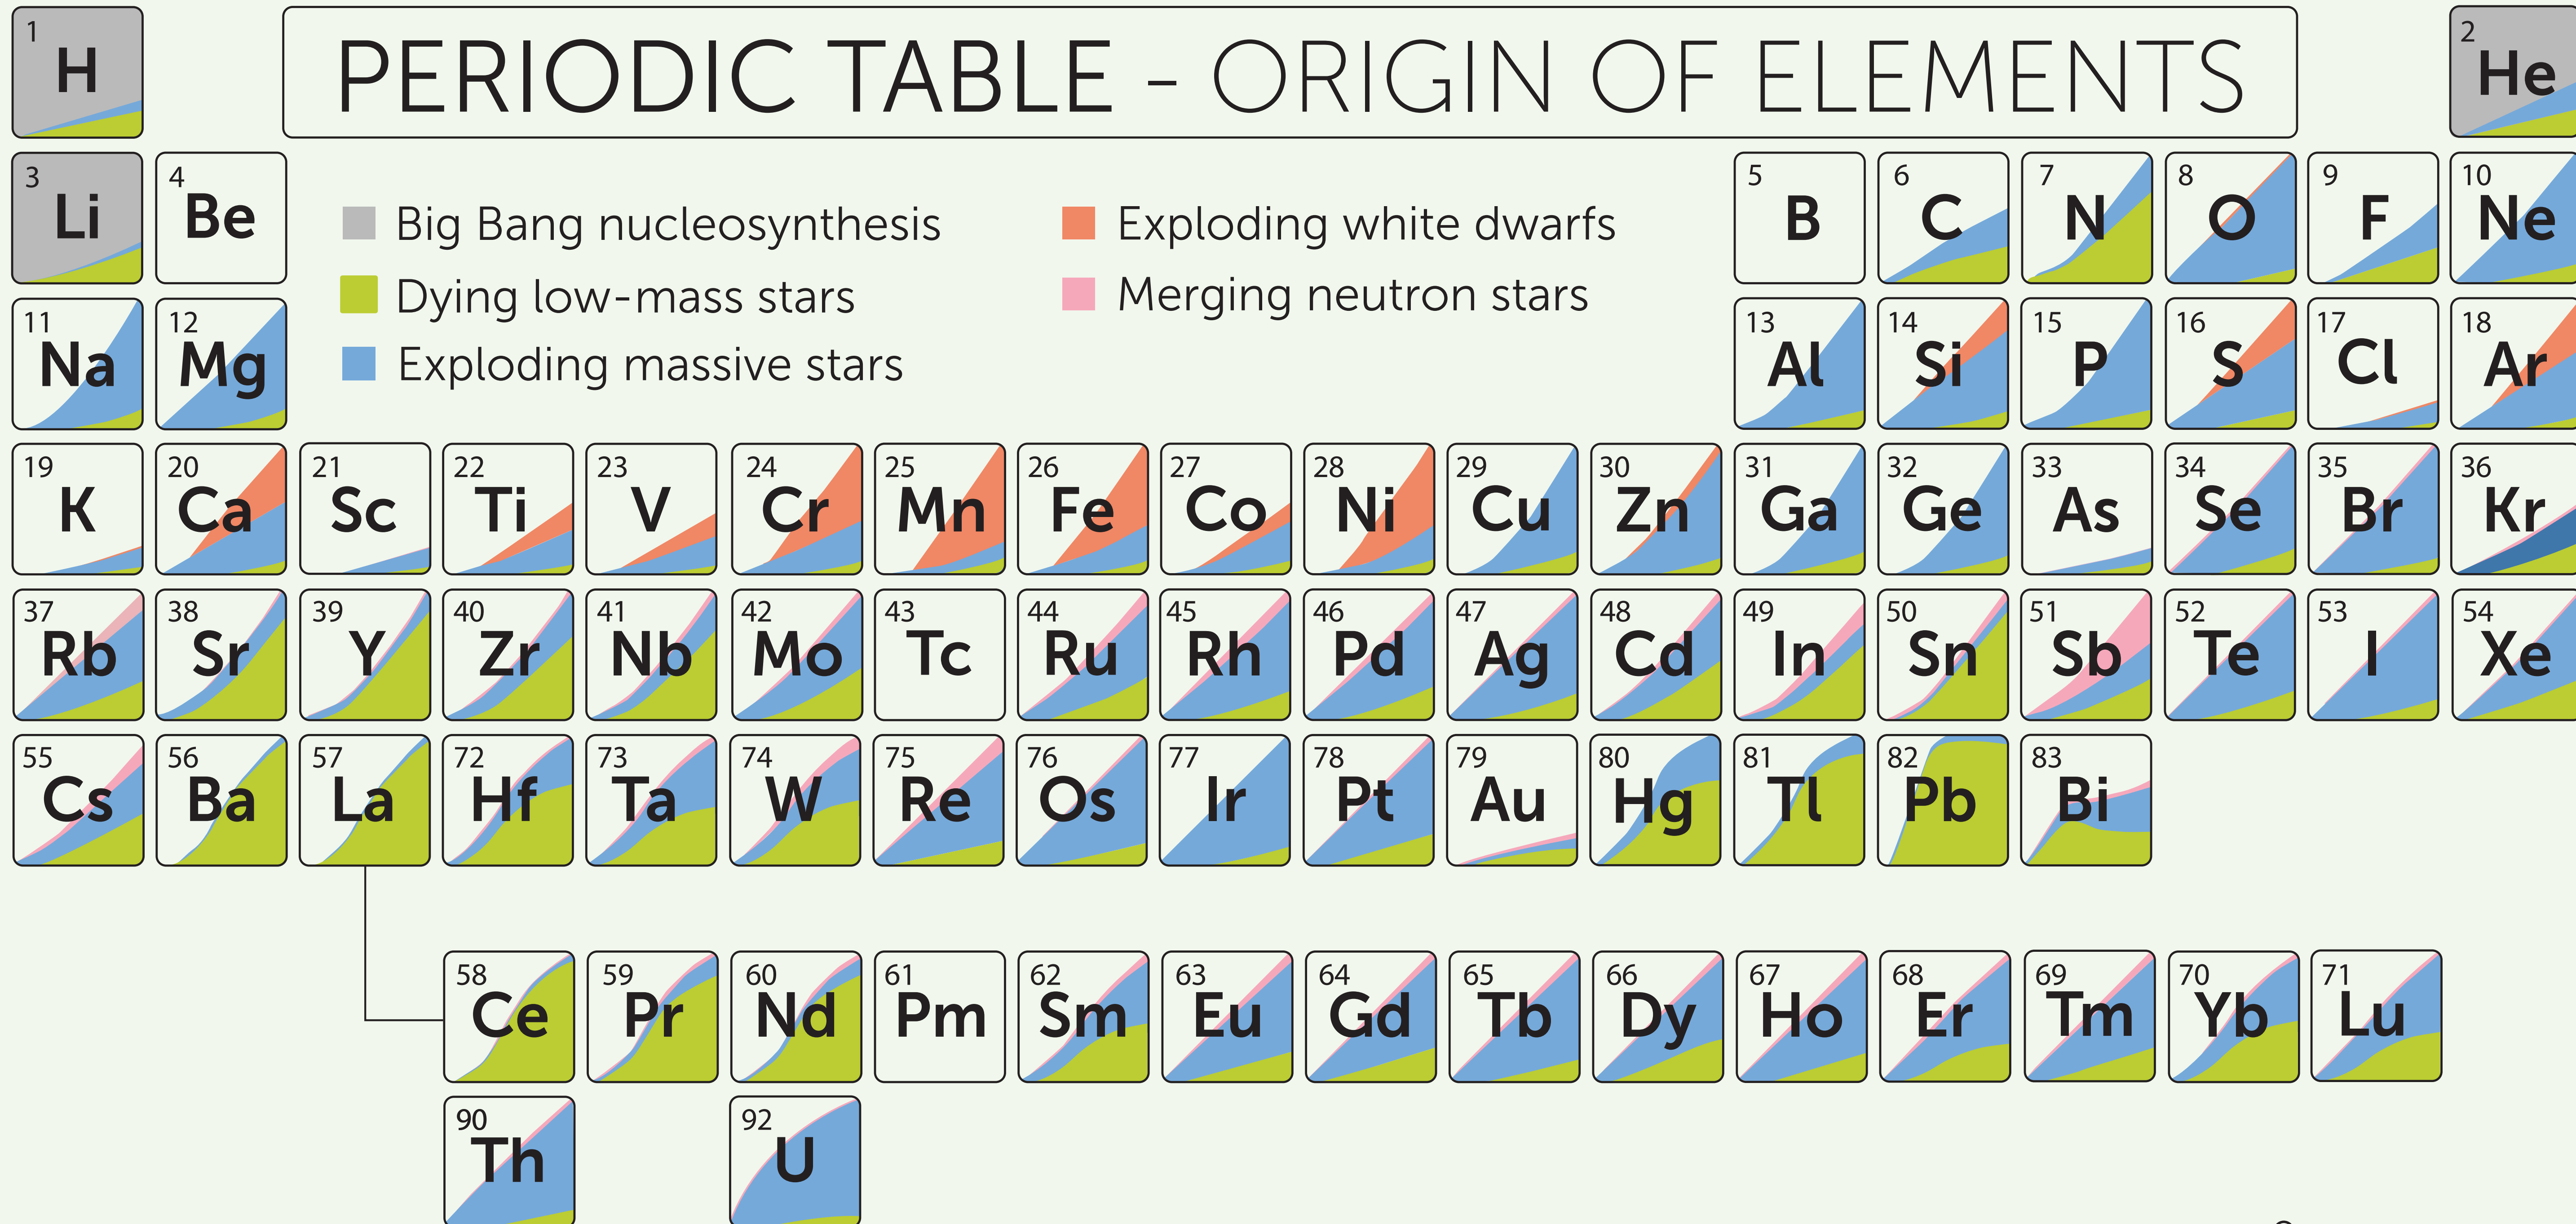 1
H
PERIODIC TABLE - ORIGIN OF ELEMENTS
2
He
3
Li
4
Be
Big Bang nucleosynthesis
Dying low-mass stars
Exploding massive stars
Exploding white dwarfs
Merging neutron stars
5
B
6
C
7
N
8
O
9
F
10
Ne
11
Na
12
Mg
13
Al
14
Si
15
P
16
S
17
Cl
18
Ar
19
K
20
Ca
21
Sc
22
Ti
23
V
24
Cr
25
Mn
26
Fe
27
Co
28
Ni
29
Cu
30
Zn
31
Ga
32
Ge
33
As
34
Se
35
Br
36
Kr
37
Rb
38
Sr
39
Y
40
Zr
41
Nb
42
Mo
43
Tc
44
Ru
45
Rh
46
Pd
47
Ag
48
Cd
49
In
50
Sn
51
Sb
52
Te
53
I
54
Xe
55
Cs
56
Ba
57
La
72
Hf
73
Ta
74
W
75
Re
76
Os
77
Ir
78
Pt
79
Au
80
Hg
81
Tl
82
Pb
83
Bi
58
Ce
59
Pr
60
Nd
61
Pm
62
Sm
63
Eu
64
Gd
65
Tb
66
Dy
67
Ho
68
Er
69
Tm
70
Yb
71
Lu
90
Th
92
U